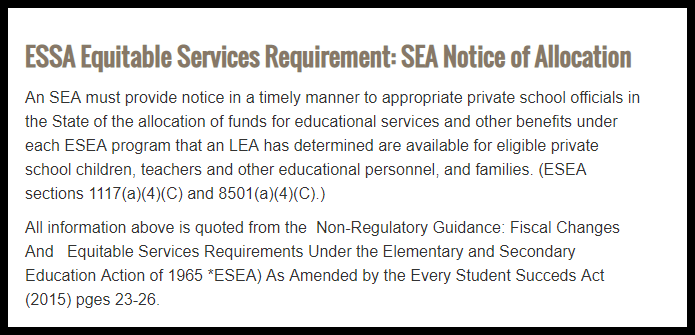 ESSA Equitable Services Requirement: SEA Notice of Allocation
An SEA must provide notice in a timely manner to appropriate private school officials in
the State of the allocation of funds for educational services and other benefits under
each ESEA program that an LEA has determined are available for eligible private
school children, teachers and other educational personnel, and families. (ESEA
sections 1117(a)(4)(C) and 8501(a)(4)(C).)
All information above is quoted from the  Non-Regulatory Guidance: Fiscal Changes
And   Equitable Services Requirements Under the Elementary and Secondary
Education Action of 1965 *ESEA) As Amended by the Every Student Succeds Act
(2015) pges 23-26.